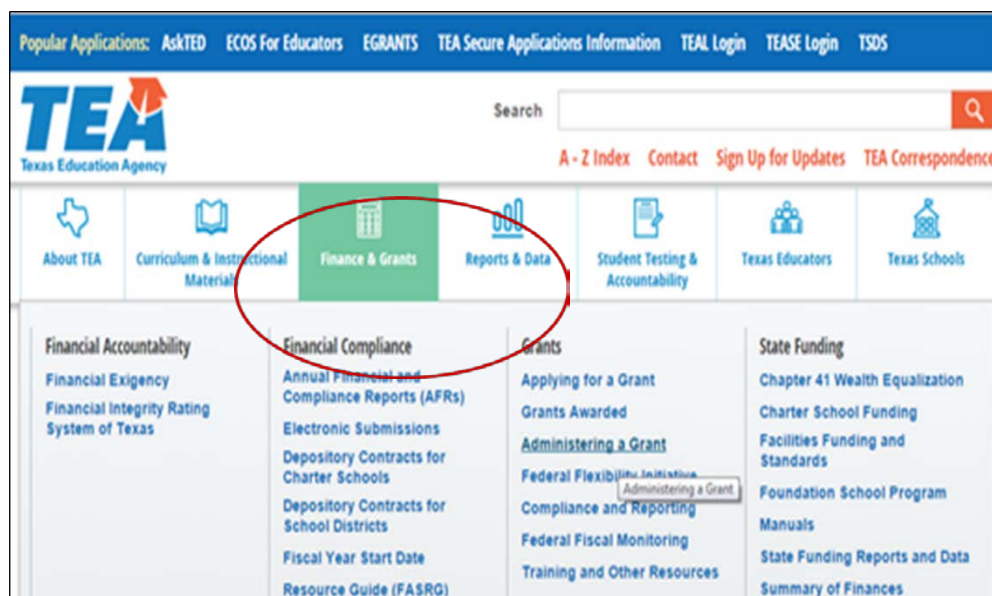 Popular Applications: AskTED ECOS For Educators EGRANTS TEA Secure Applications Information TEAL Login TEASE Login TSDS
TEA
Texas Education Agency
Search
A - Z Index Contact Sign Up for Updates TEA Correspondence
About TEA
Curriculum & Instructional
Materials
Finance & Grants
Reports & Data
Student Testing &
Accountability
Texas Educators
Texas Schools
Financial Accountability
Financial Exigency
Financial Integrity Rating
System of Texas
Financial Compliance
Annual Financial and
Compliance Reports (AFRs)
Electronic Submissions
Depository Contracts for
Charter Schools
Depository Contracts for
School Districts
Fiscal Year Start Date
Resource Guide (FASRG)
Grants
Applying for a Grant
Grants Awarded
Administering a Grant
Federal Flexibility Initiative
Administering a Grant
Compliance and Reporting
Federal Fiscal Monitoring
Training and Other Resources
State Funding
Chapter 41 Wealth Equalization
Charter School Funding
Facilities Funding and
Standards
Foundation School Program
Manuals
State Funding Reports and Data
Summary of Finances